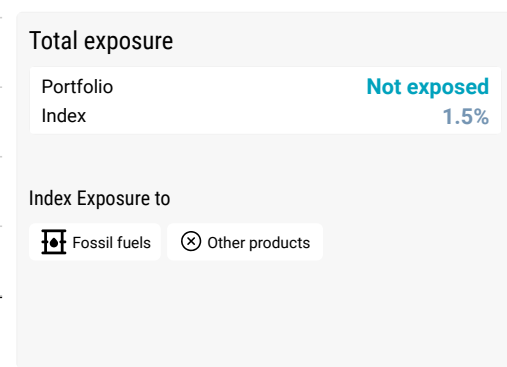 Total exposure
Portfolio Not exposed
Index 1.5%
Index Exposure to
Fossil fuels Other products